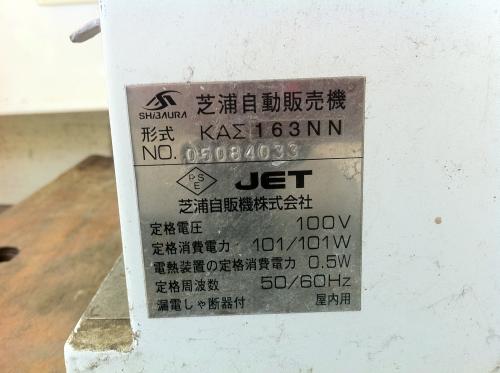 SHIBAURA 芝浦自動販売機
形式 KAΣ163NN
NO. 05084033
PSE JET
芝浦自販機株式会社
定格電圧 100V
定格消費電力 101/101W
電熱装置の定格消費電力 0.5W
定格周波数 50/60Hz
漏電しゃ断器付 屋内用